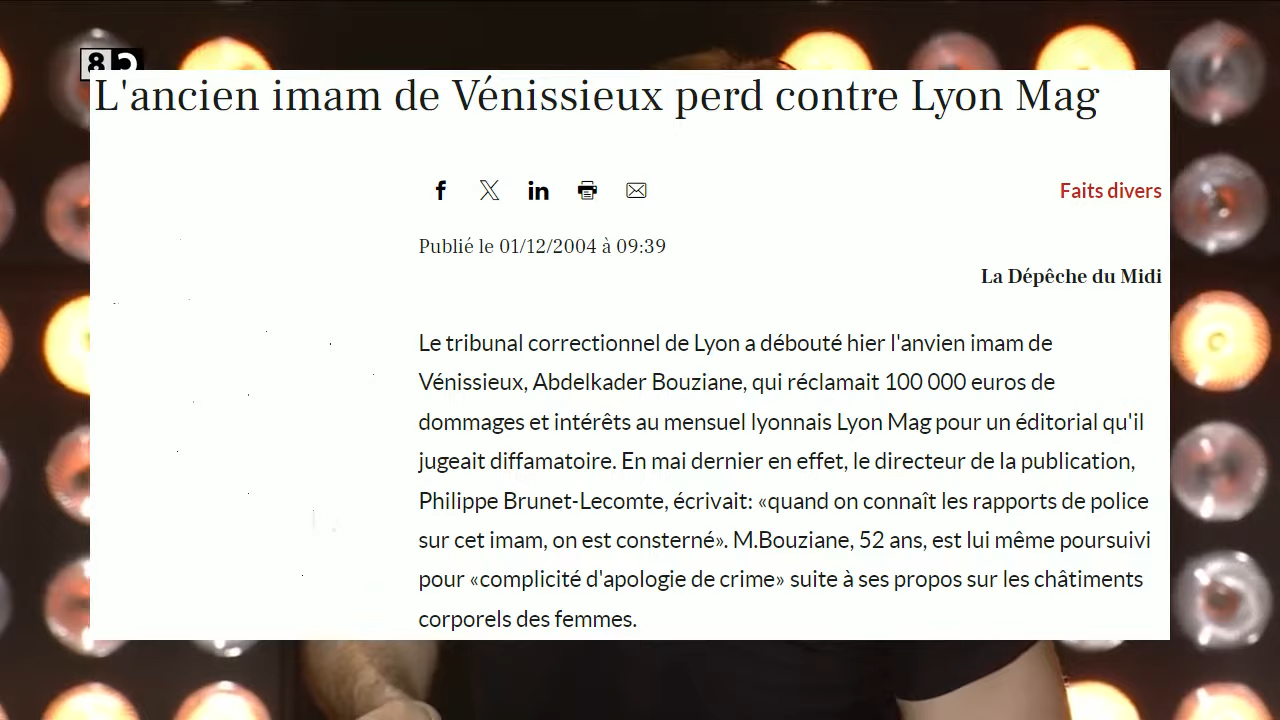 8
L'ancien imam de Vénissieux perd contre Lyon Mag
Faits divers
Publié le 01/12/2004 à 09:39
La Dépêche du Midi
Le tribunal correctionnel de Lyon a débouté hier l'anvien imam de
Vénissieux, Abdelkader Bouziane, qui réclamait 100 000 euros de
dommages et intérêts au mensuel lyonnais Lyon Mag pour un éditorial qu'il
jugeait diffamatoire. En mai dernier en effet, le directeur de la publication,
Philippe Brunet-Lecomte, écrivait: «quand on connaît les rapports de police
sur cet imam, on est consterné». M.Bouziane, 52 ans, est lui même poursuivi
pour «complicité d'apologie de crime» suite à ses propos sur les châtiments
corporels des femmes.